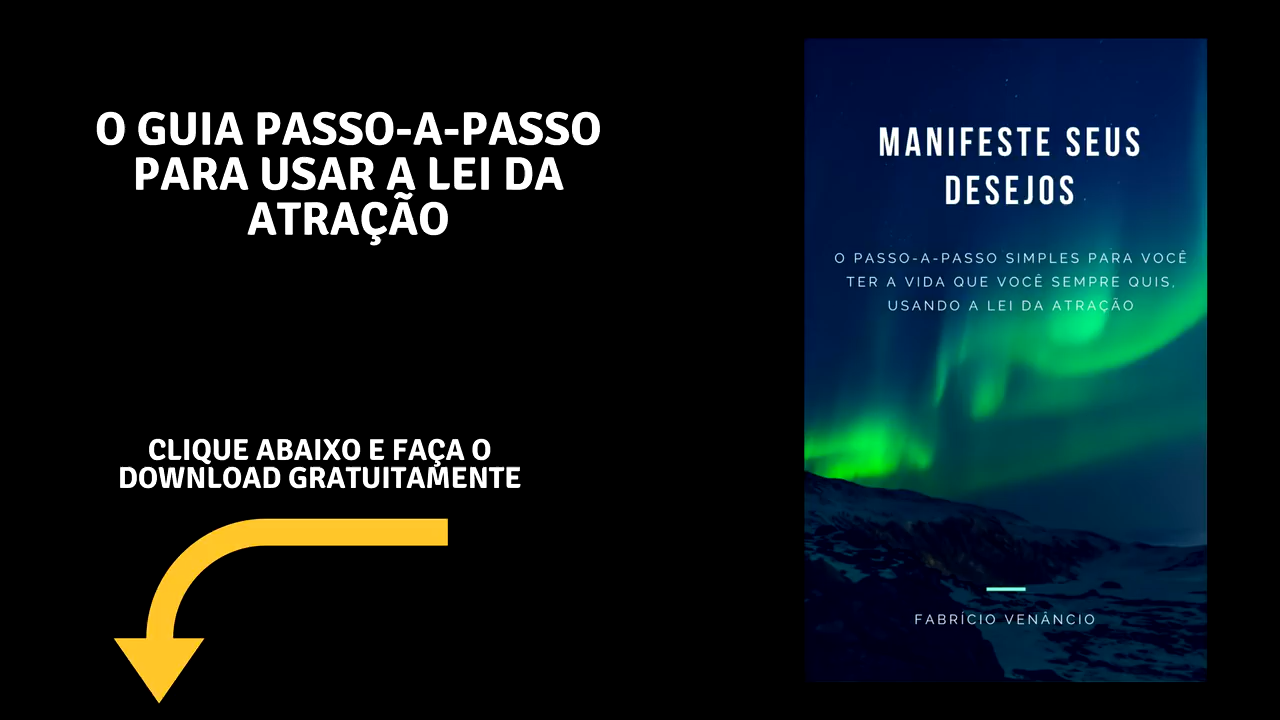 O GUIA PASSO-A-PASSO
PARA USAR A LEI DA
ATRAÇÃO
CLIQUE ABAIXO E FAÇA O
DOWNLOAD GRATUITAMENTE
MANIFESTE SEUS
DESEJOS
O PASSO-A-PASSO SIMPLES PARA VOCÊ
TER A VIDA QUE VOCÊ SEMPRE QUIS,
USANDO A LEI DA ATRAÇÃO
FABRÍCIO VENÂNCIO